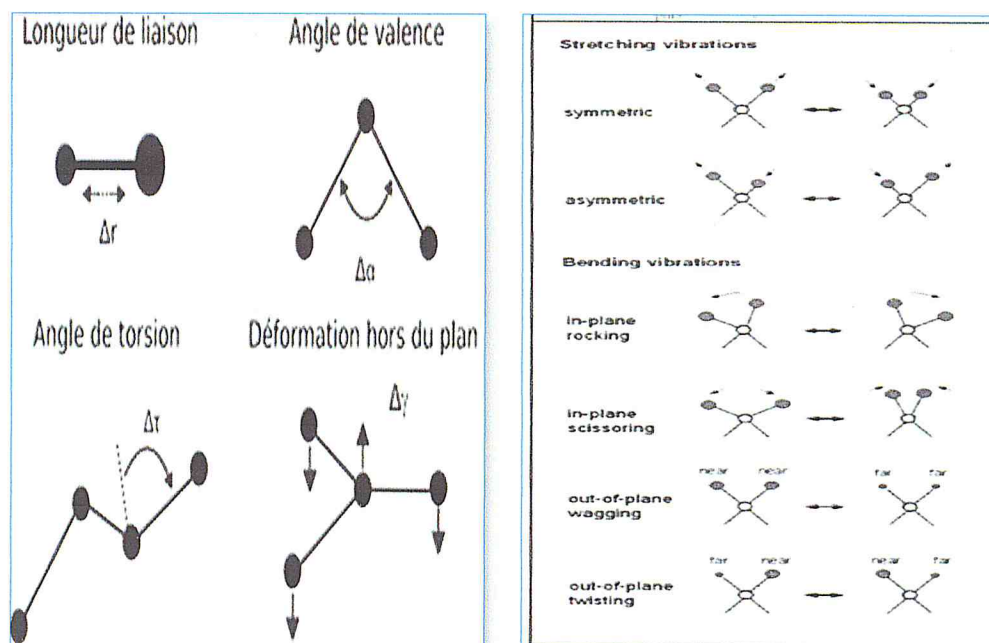 Longueur de liaison
Angle de valence
Δr
Δα
Angle de torsion
Déformation hors du plan
Δτ
Δγ
Stretching vibrations
symmetric
asymmetric
Bending vibrations
in-plane
rocking
in-plane
scissoring
near near far far
out-of-plane
wagging
far near near far
out-of-plane
twisting